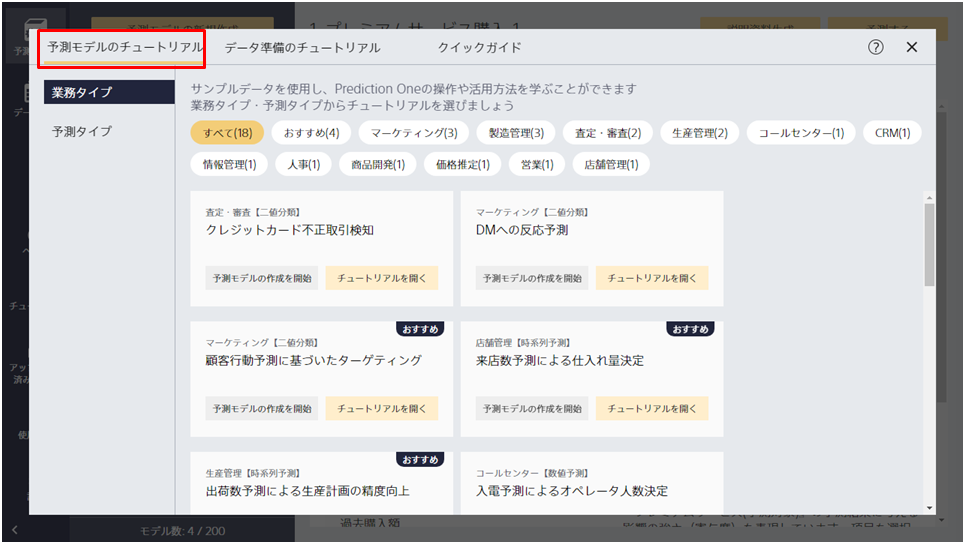 予測モデルのチュートリアル
データ準備のチュートリアル
クイックガイド
業務タイプ
予測タイプ
サンプルデータを使用し、Prediction Oneの操作や活用方法を学ぶことができます
業務タイプ・予測タイプからチュートリアルを選びましょう
すべて(18) おすすめ(4) マーケティング(3) 製造管理(3) 査定・審査(2) 生産管理(2) コールセンター(1) CRM(1)
情報管理(1) 人事(1) 商品開発(1) 価格推定(1) 営業(1) 店舗管理(1)
査定・審査【二値分類】
クレジットカード不正取引検知
予測モデルの作成を開始 チュートリアルを開く
マーケティング【二値分類】
DMへの反応予測
予測モデルの作成を開始 チュートリアルを開く
おすすめ
マーケティング【二値分類】
顧客行動予測に基づいたターゲティング
予測モデルの作成を開始 チュートリアルを開く
おすすめ
店舗管理【時系列予測】
来店数予測による仕入れ量決定
予測モデルの作成を開始 チュートリアルを開く
おすすめ
生産管理【時系列予測】
出荷数予測による生産計画の精度向上
コールセンター【数値予測】
入電予測によるオペレータ人数決定
モデル数: 4 / 200
過去購入額